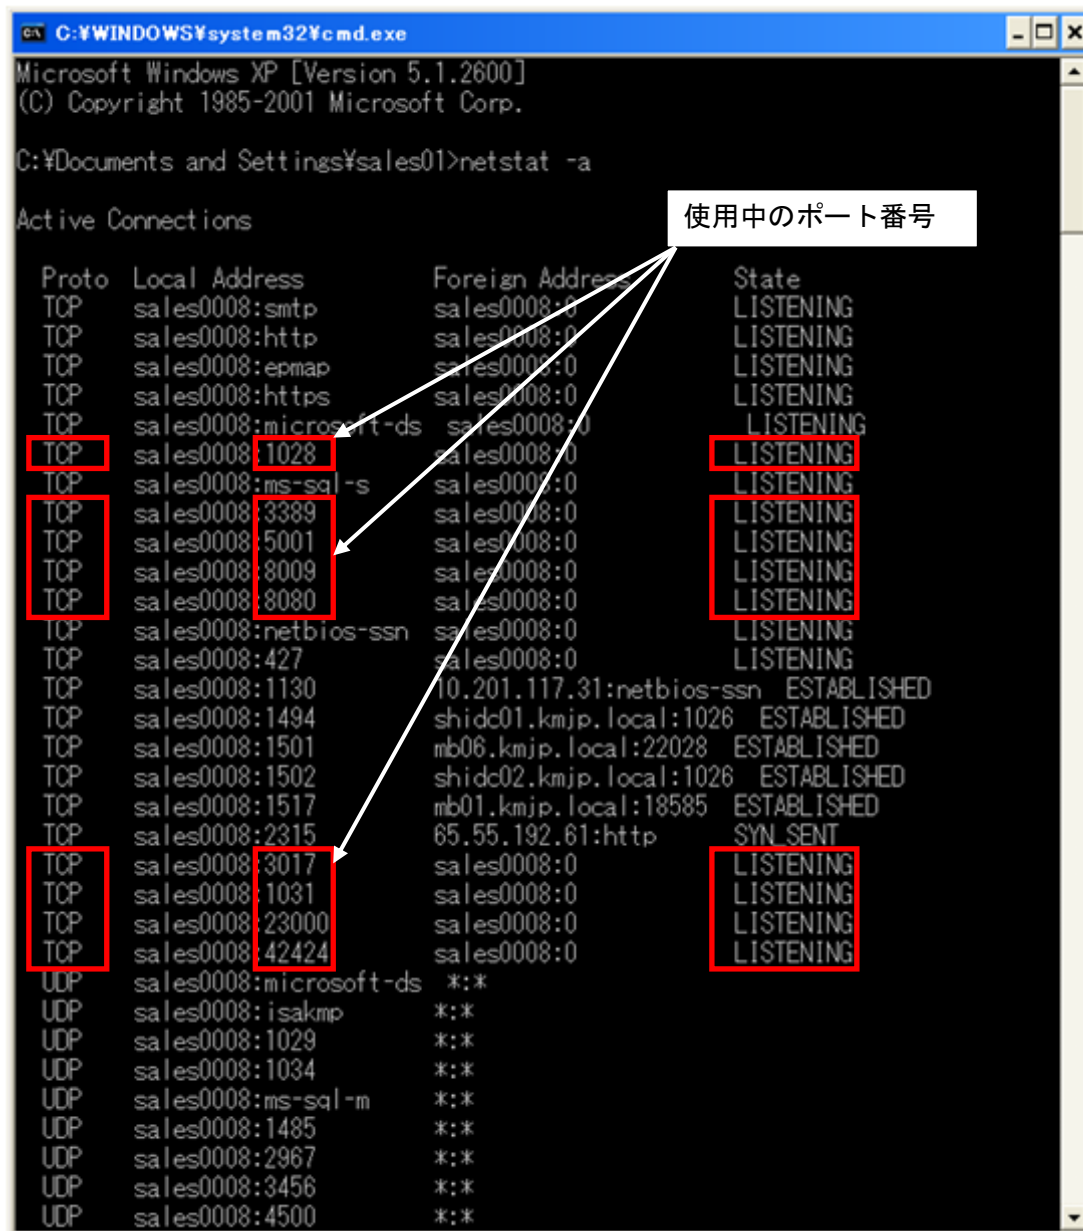 C:¥WINDOWS¥system32¥cmd.exe
Microsoft Windows XP [Version 5.1.2600]
(C) Copyright 1985-2001 Microsoft Corp.
C:¥Documents and Settings¥sales01>netstat -a
使用中のポート番号
Active Connections
Proto Local Address Foreign Address State
TCP sales0008:smtp sales0008:0 LISTENING
TCP sales0008:http sales0008:0 LISTENING
TCP sales0008:epmap sales0008:0 LISTENING
TCP sales0008:https sales0008:0 LISTENING
TCP sales0008:microsoft-ds sales0008:0 LISTENING
TCP sales0008:1028 sales0008:0 LISTENING
TCP sales0008:ms-sql-s sales0008:0 LISTENING
TCP sales0008:3389 sales0008:0 LISTENING
TCP sales0008:5001 sales0008:0 LISTENING
TCP sales0008:8009 sales0008:0 LISTENING
TCP sales0008:8080 sales0008:0 LISTENING
TCP sales0008:netbios-ssn sales0008:0 LISTENING
TCP sales0008:427 sales0008:0 LISTENING
TCP sales0008:1130 10.201.117.31:netbios-ssn ESTABLISHED
TCP sales0008:1494 shidc01.kmjp.local:1026 ESTABLISHED
TCP sales0008:1501 mb06.kmjp.local:22028 ESTABLISHED
TCP sales0008:1502 shidc02.kmjp.local:1026 ESTABLISHED
TCP sales0008:1517 mb01.kmjp.local:18585 ESTABLISHED
TCP sales0008:2315 65.55.192.61:http SYN_SENT
TCP sales0008:3017 sales0008:0 LISTENING
TCP sales0008:1031 sales0008:0 LISTENING
TCP sales0008:23000 sales0008:0 LISTENING
TCP sales0008:42424 sales0008:0 LISTENING
UDP sales0008:microsoft-ds *:*
UDP sales0008:isakmp *:*
UDP sales0008:1029 *:*
UDP sales0008:1034 *:*
UDP sales0008:ms-sql-m *:*
UDP sales0008:1485 *:*
UDP sales0008:2967 *:*
UDP sales0008:3456 *:*
UDP sales0008:4500 *:*